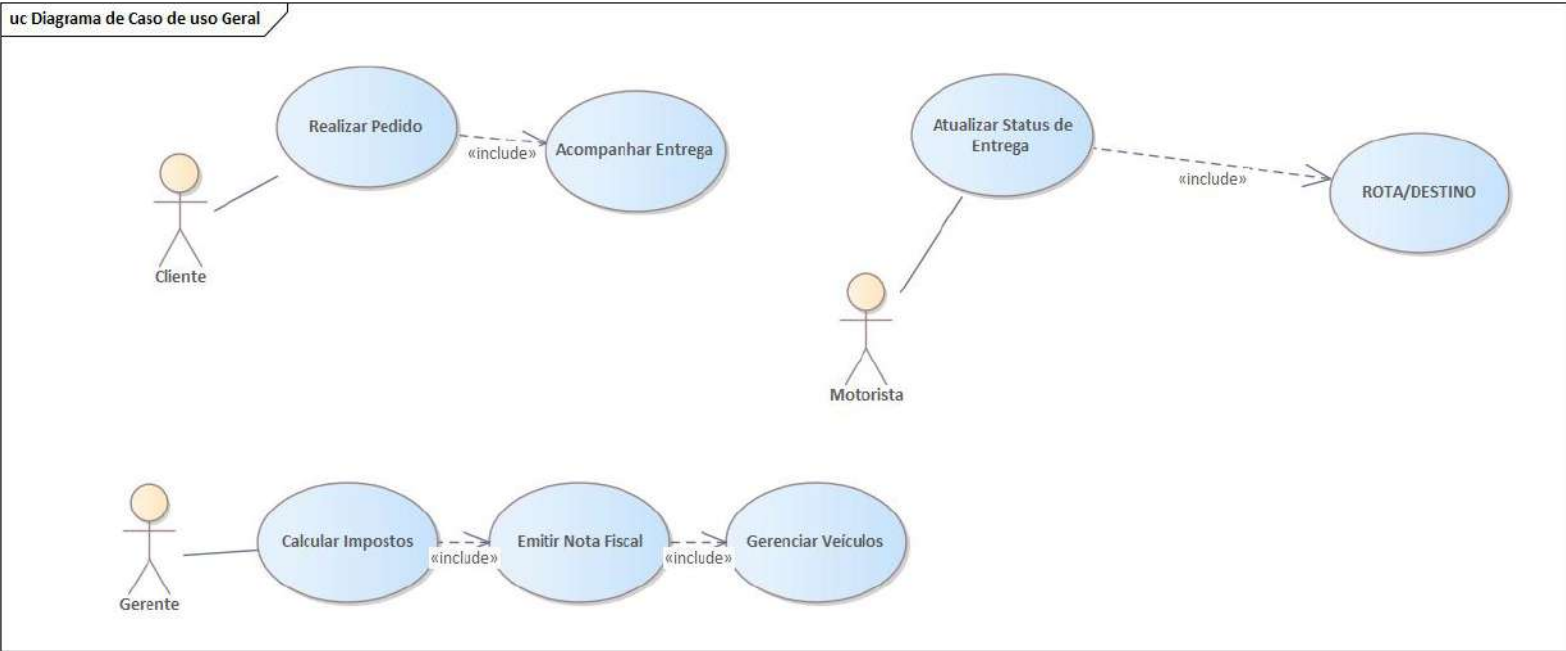 uc Diagrama de Caso de uso Geral
Realizar Pedido
«include»
Acompanhar Entrega
Cliente
Atualizar Status de
Entrega
«include»
ROTA/DESTINO
Motorista
Gerente
Calcular Impostos
«include»
Emitir Nota Fiscal
«include»
Gerenciar Veículos